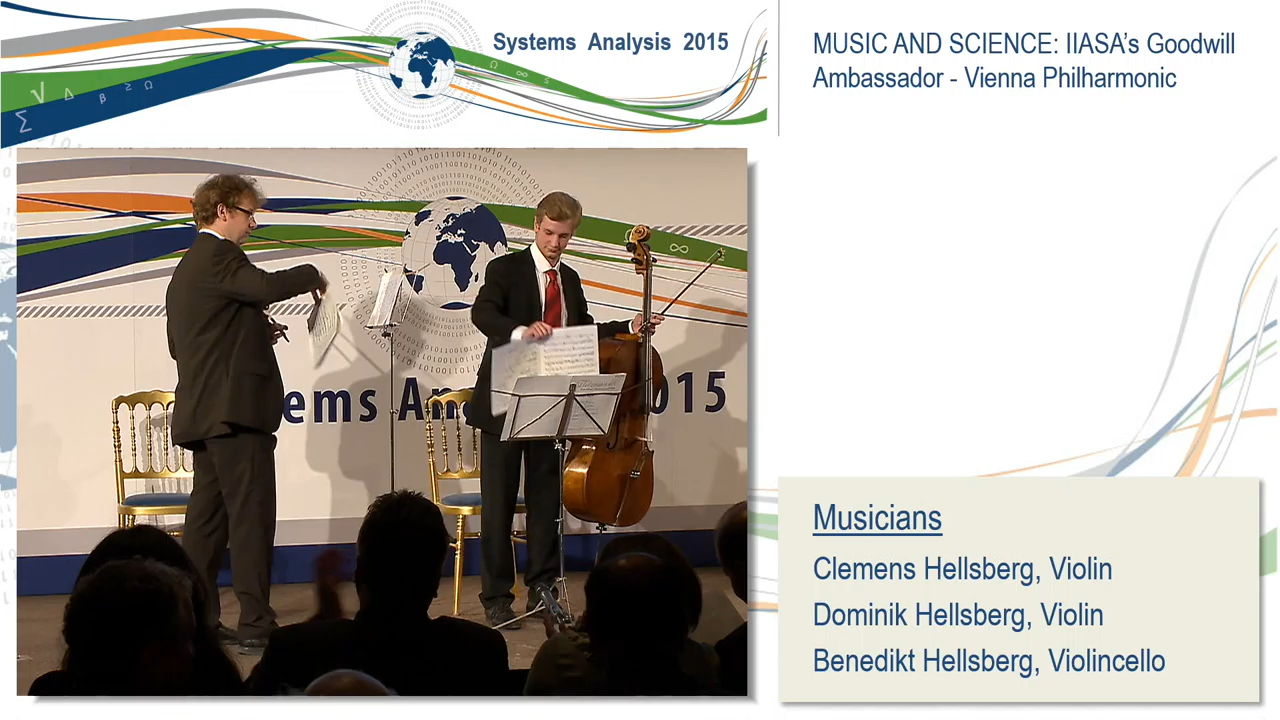 Systems Analysis 2015
MUSIC AND SCIENCE: IIASA's Goodwill
Ambassador - Vienna Philharmonic
ems An 2015
Musicians
Clemens Hellsberg, Violin
Dominik Hellsberg, Violin
Benedikt Hellsberg, Violincello